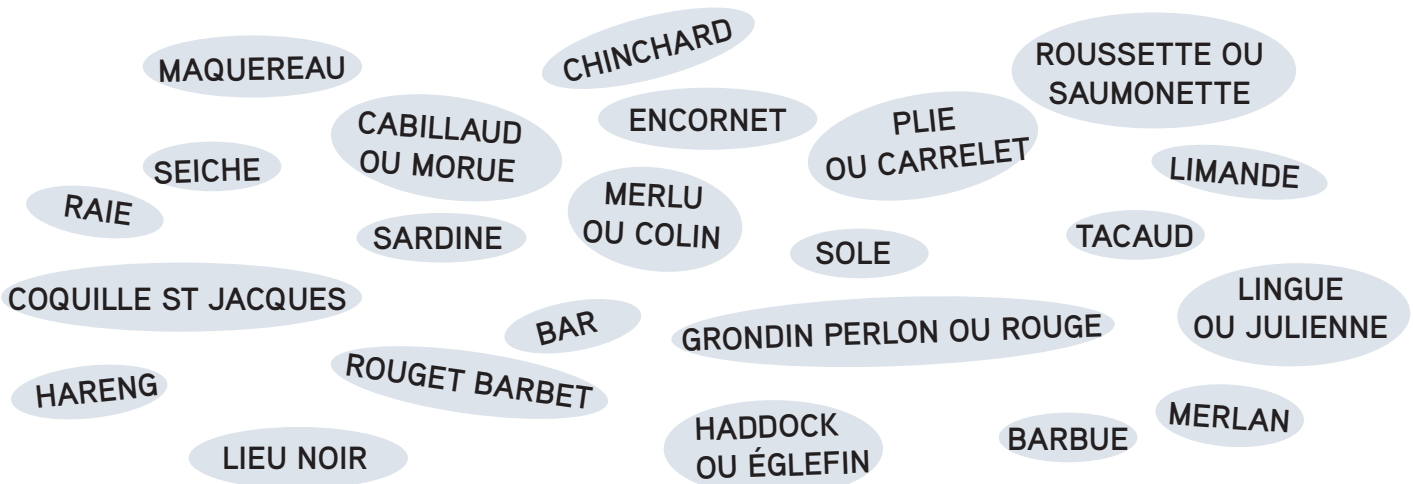 CHINCHARD
MAQUEREAU
ROUSSETTE OU
SAUMONETTE
CABILLAUD
OU MORUE
ENCORNET
PLIE
OU CARRELET
SEICHE
LIMANDE
RAIE
MERLU
OU COLIN
SARDINE
SOLE
TACAUD
COQUILLE ST JACQUES
BAR
GRONDIN PERLON OU ROUGE
LINGUE
OU JULIENNE
HARENG
ROUGET BARBET
LIEU NOIR
HADDOCK
OU ÉGLEFIN
BARBUE
MERLAN